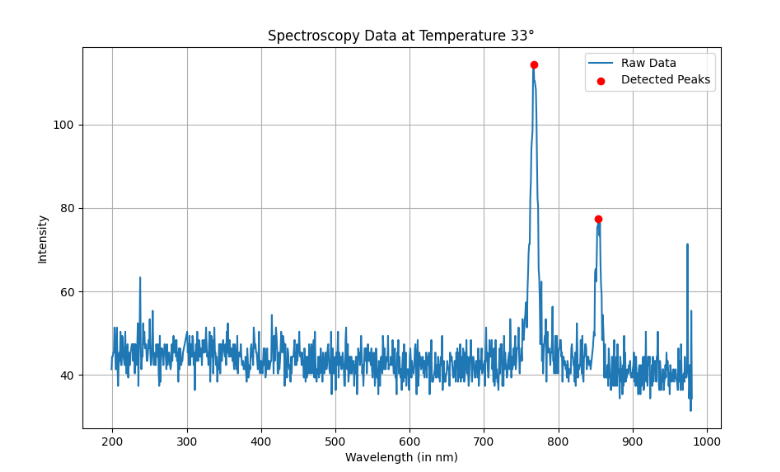 Spectroscopy Data at Temperature 33°
Raw Data
Detected Peaks
Intensity
100
80
60
40
200 300 400 500 600 700 800 900 1000
Wavelength (in nm)